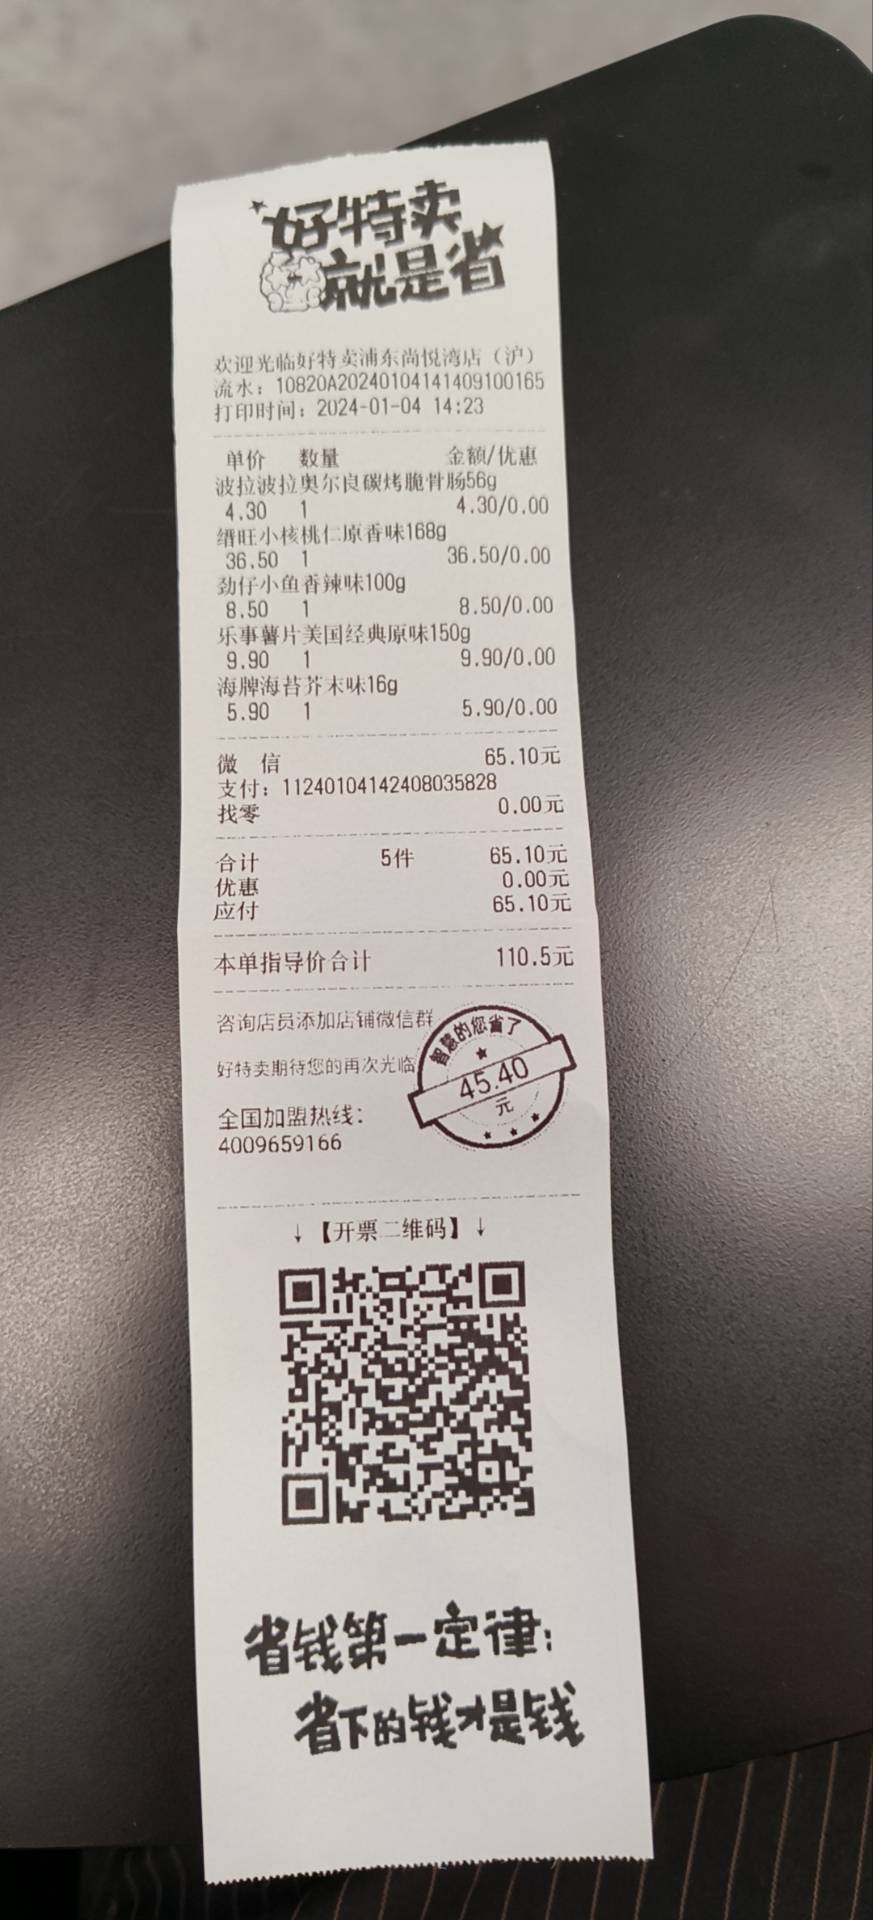 好特卖
就是省
欢迎光临好特卖浦东尚悦湾店（沪）
流水：10820A20240104141409100165
打印时间：2024-01-04 14:23
单价 数量 金额/优惠
波拉波拉奥尔良碳烤脆骨肠56g
4.30 1 4.30/0.00
缙旺小核桃仁原香味168g
36.50 1 36.50/0.00
劲仔小鱼香辣味100g
8.50 1 8.50/0.00
乐事薯片美国经典原味150g
9.90 1 9.90/0.00
海牌海苔芥末味16g
5.90 1 5.90/0.00
微 信 65.10元
支付：11240104142408035828
找零 0.00元
合计 5件 65.10元
优惠 0.00元
应付 65.10元
本单指导价合计 110.5元
咨询店员添加店铺微信群
好特卖期待您的再次光临
智慧的您省了
45.40
元
全国加盟热线：
4009659166
↓【开票二维码】↓
省钱第一定律：
省下的钱才是钱